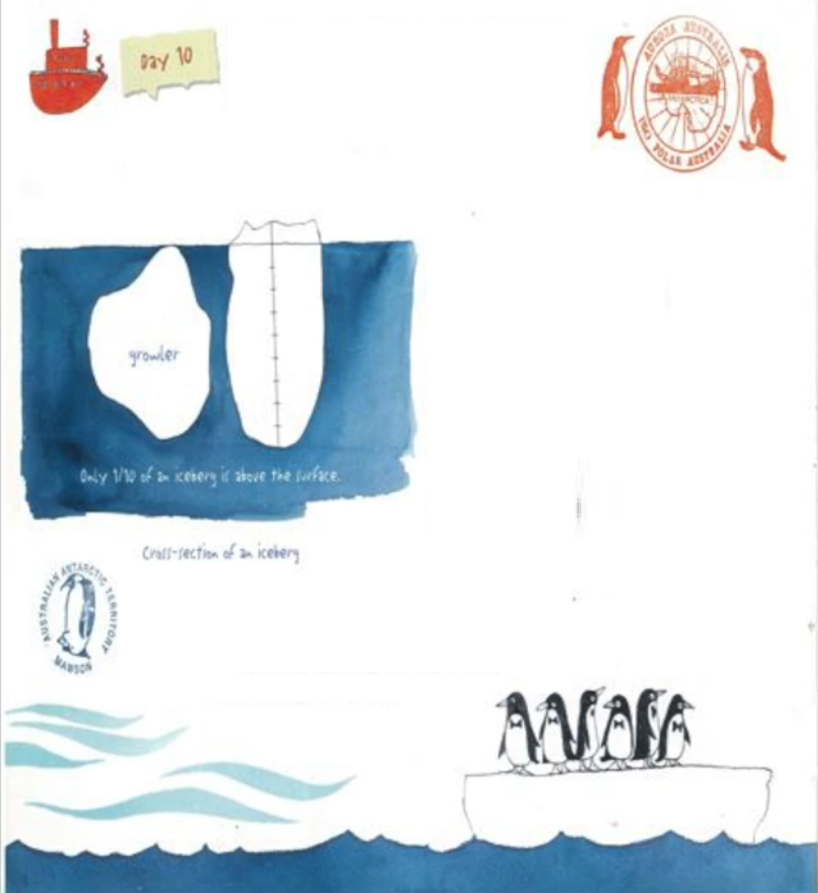 Day 10
AURORA AUSTRALIS
ANTARCTICA
POLAR AUSTRALIA
growler
Only 1/10 of an iceberg is above the surface.
Cross-section of an iceberg
AUSTRALIAN ANTARCTIC TERRITORY
MAWSON